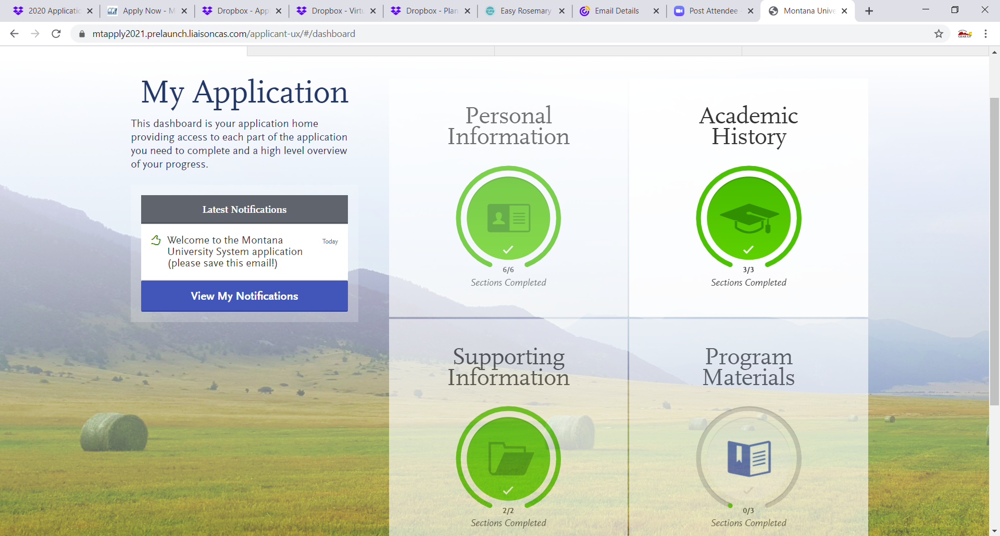 2020 Applicatio
Apply Now - M
Dropbox - App
Dropbox - Virtu
Dropbox - Plan
Easy Rosemary
Email Details
Post Attendee -
Montana Unive
mtapply2021.prelaunch.liaisoncas.com/applicant-ux/#/dashboard
GEAR UP
My Application
This dashboard is your application home
providing access to each part of the application
you need to complete and a high level overview
of your progress.
Latest Notifications
Welcome to the Montana
University System application
(please save this email!)
Today
View My Notifications
Personal
Information
6/6
Sections Completed
Academic
History
3/3
Sections Completed
Supporting
Information
2/2
Sections Completed
Program
Materials
0/3
Sections Completed